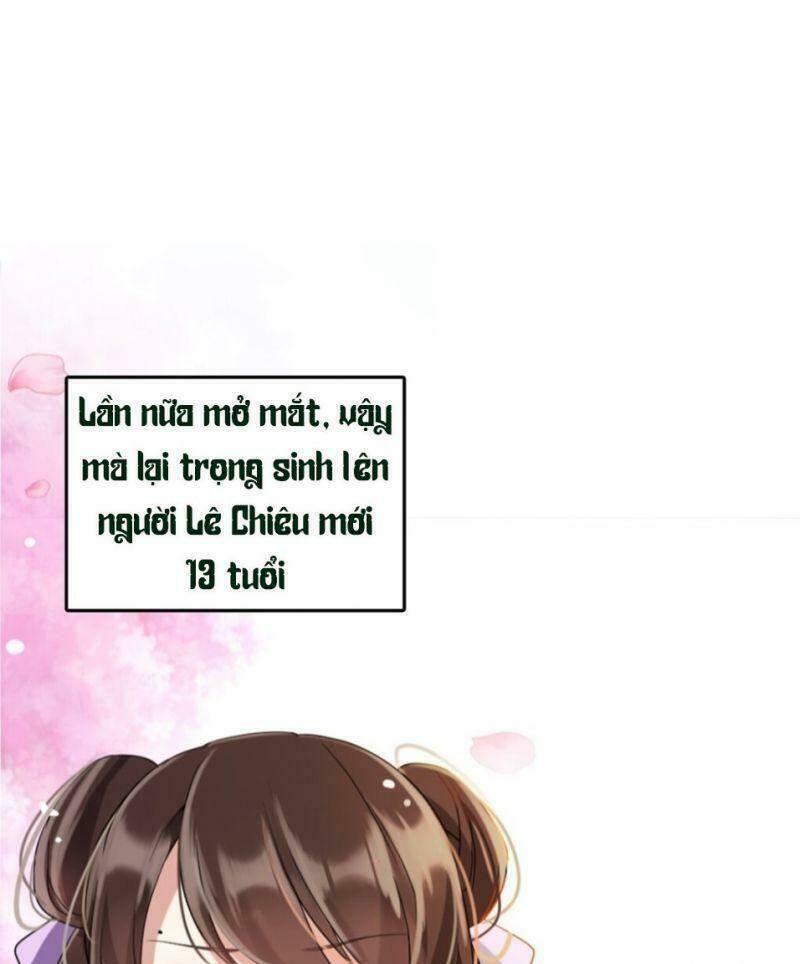 Lần nữa mở mắt, vậy
mà lại trọng sinh lên
người Lê Chiêu mới
13 tuổi